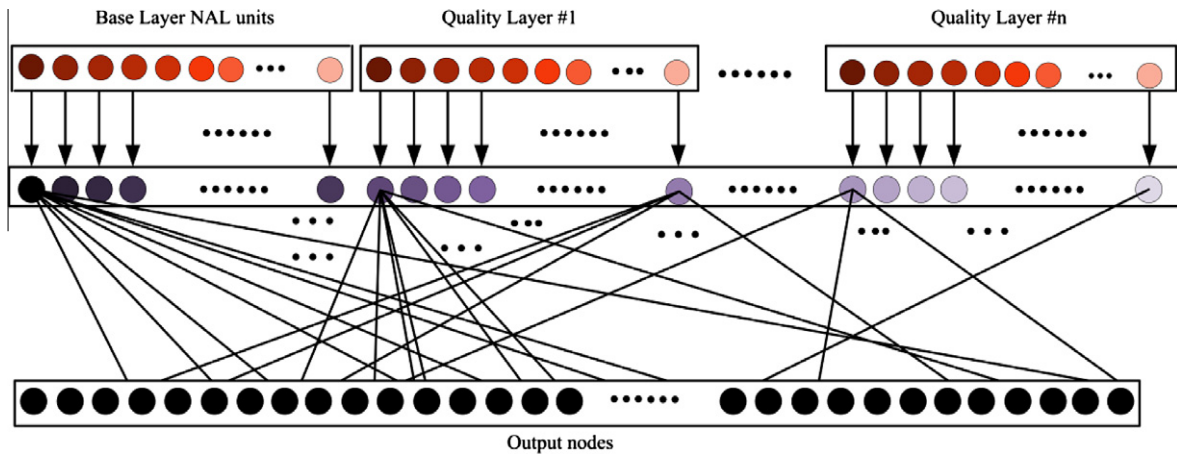 Base Layer NAL units
Quality Layer #1
Quality Layer #n
Output nodes